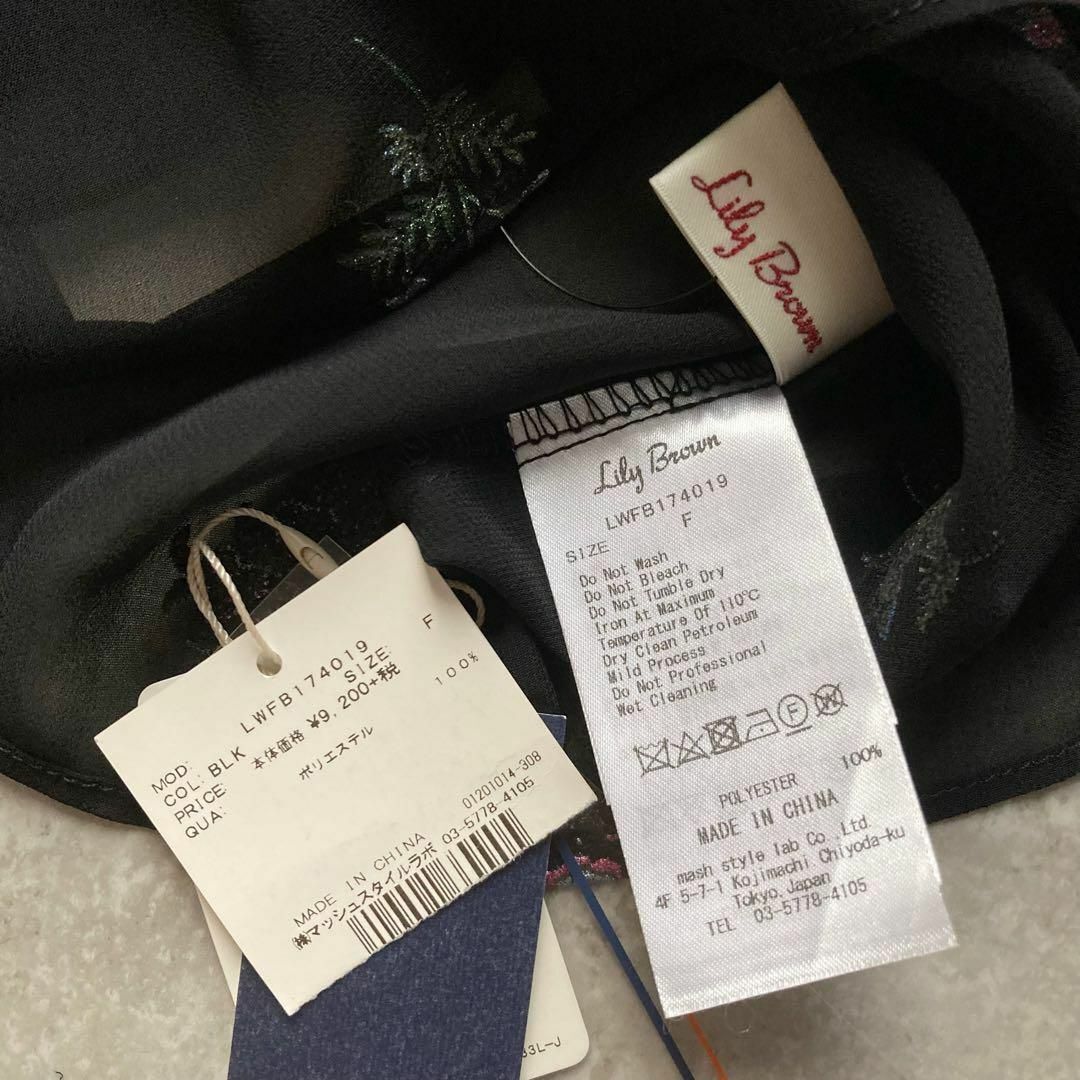 Lily Brown
Lily Brown
LWFB174019
SIZE F
Do Not Wash
Do Not Bleach
Do Not Tumble Dry
Iron At Maximum
Temperature Of 110℃
Dry Clean Petroleum
Mild Process
Do Not Professional
Wet Cleaning
F W
POLYESTER 100%
MADE IN CHINA
mash style lab Co.,Ltd.
4F 5-7-1 Kojimachi Chiyoda-ku
Tokyo.Japan
TEL 03-5778-4105
MOD: LWFB174019
COL: BLK SIZE: F
PRICE: 本体価格 ¥9,200+税
QUA: ポリエステル 100%
01201014-308
MADE IN CHINA
㈱マッシュスタイルラボ 03-5778-4105
33L-J